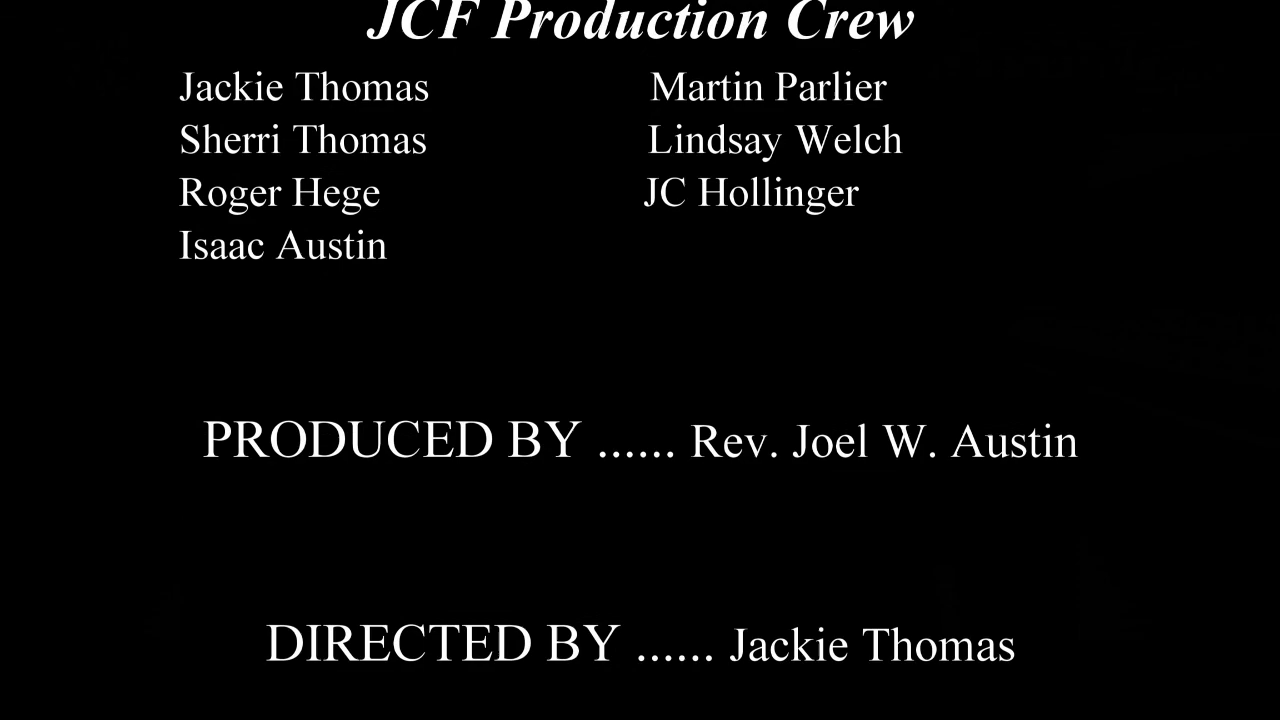 JCF Production Crew
Jackie Thomas Martin Parlier
Sherri Thomas Lindsay Welch
Roger Hege JC Hollinger
Isaac Austin
PRODUCED BY ...... Rev. Joel W. Austin
DIRECTED BY ...... Jackie Thomas